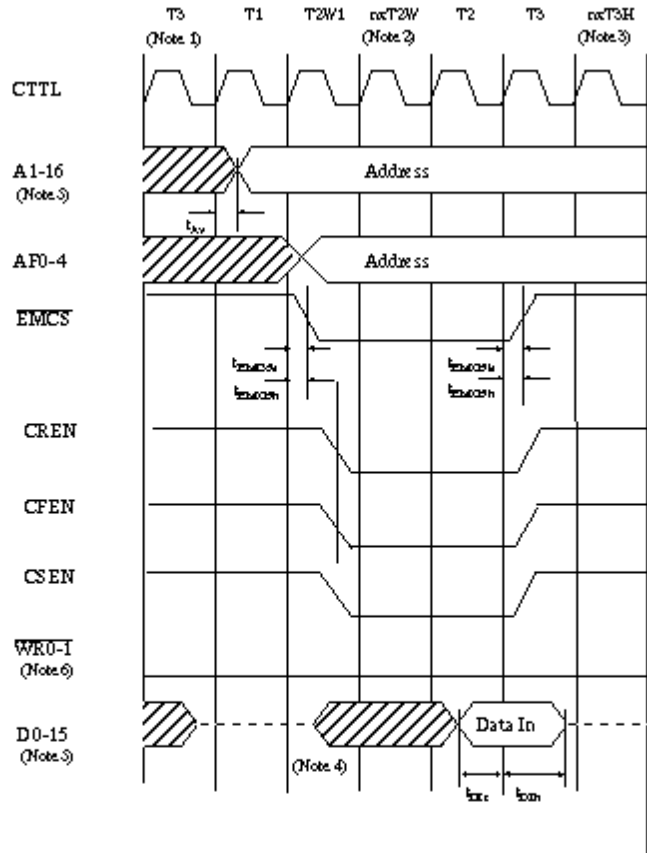 T3 T1 T2W1 nxT2W T2 T3 nxT3H
(Note 1) (Note 2) (Note 3)
CTTL
A1-16 Address
(Note 5)
AF0-4 Address
EMCS
CREN
CFEN
CSEN
WR0-1
(Note 6)
D0-15 Data In
(Note 5)
(Note 4)